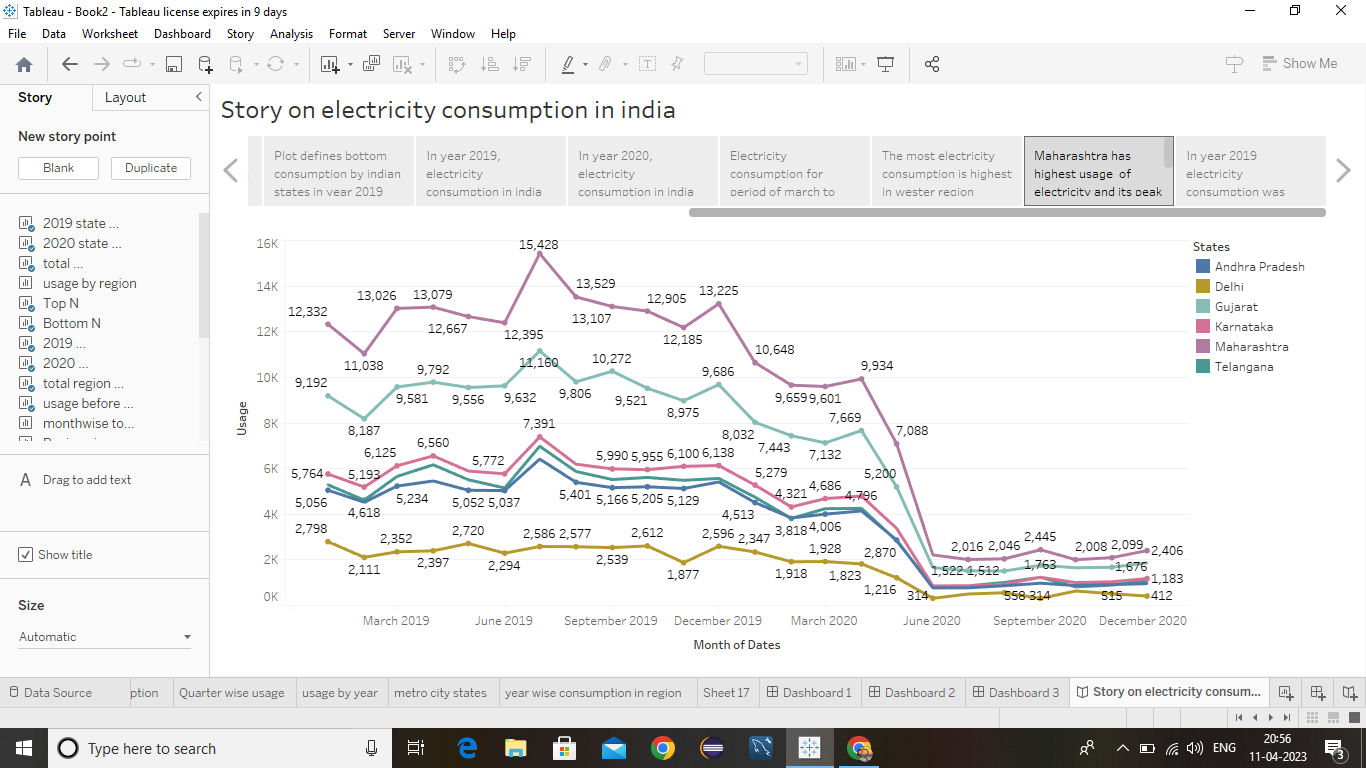 Tableau - Book2 - Tableau license expires in 9 days
File Data Worksheet Dashboard Story Analysis Format Server Window Help
Show Me
Story Layout
New story point
Blank Duplicate
2019 state ...
2020 state ...
total ...
usage by region
Top N
Bottom N
2019 ...
2020 ...
total region ...
usage before ...
monthwise to...
A Drag to add text
Show title
Size
Automatic
Story on electricity consumption in india
Plot defines bottom
consumption by indian
states in year 2019
In year 2019,
electricity
consumption in india
In year 2020,
electricity
consumption in india
Electricity
consumption for
period of march to
The most electricity
consumption is highest
in wester region
Maharashtra has
highest usage of
electricity and its peak
In year 2019
electricity
consumption was
Usage
16K
14K
12K
10K
8K
6K
4K
2K
0K
12,332 11,038 13,026 13,079 12,667 12,395 15,428 13,529 13,107 12,905 12,185 13,225 10,648 9,659 9,601 9,934 7,088 2,016 2,046 2,445 2,008 2,099 2,406
9,192 8,187 9,581 9,792 9,556 9,632 11,160 9,806 10,272 9,521 8,975 9,686 8,032 7,443 7,132 7,669 5,200 1,522 1,512 1,763 1,676
5,764 5,193 6,125 6,560 5,772 7,391 5,990 5,955 6,100 6,138 5,279 4,321 4,686 4,796 1,183
5,056 4,618 5,234 5,052 5,037 5,401 5,166 5,205 5,129 4,513 3,818 4,006 2,870
2,798 2,111 2,352 2,397 2,720 2,294 2,586 2,577 2,539 2,612 1,877 2,596 2,347 1,918 1,928 1,823 1,216 314 558 314 515 412
March 2019 June 2019 September 2019 December 2019 March 2020 June 2020 September 2020 December 2020
Month of Dates
States
Andhra Pradesh
Delhi
Gujarat
Karnataka
Maharashtra
Telangana
Data Source ption Quarter wise usage usage by year metro city states year wise consumption in region Sheet 17 Dashboard 1 Dashboard 2 Dashboard 3 Story on electricity consum...
Type here to search
ENG
20:56
11-04-2023
3